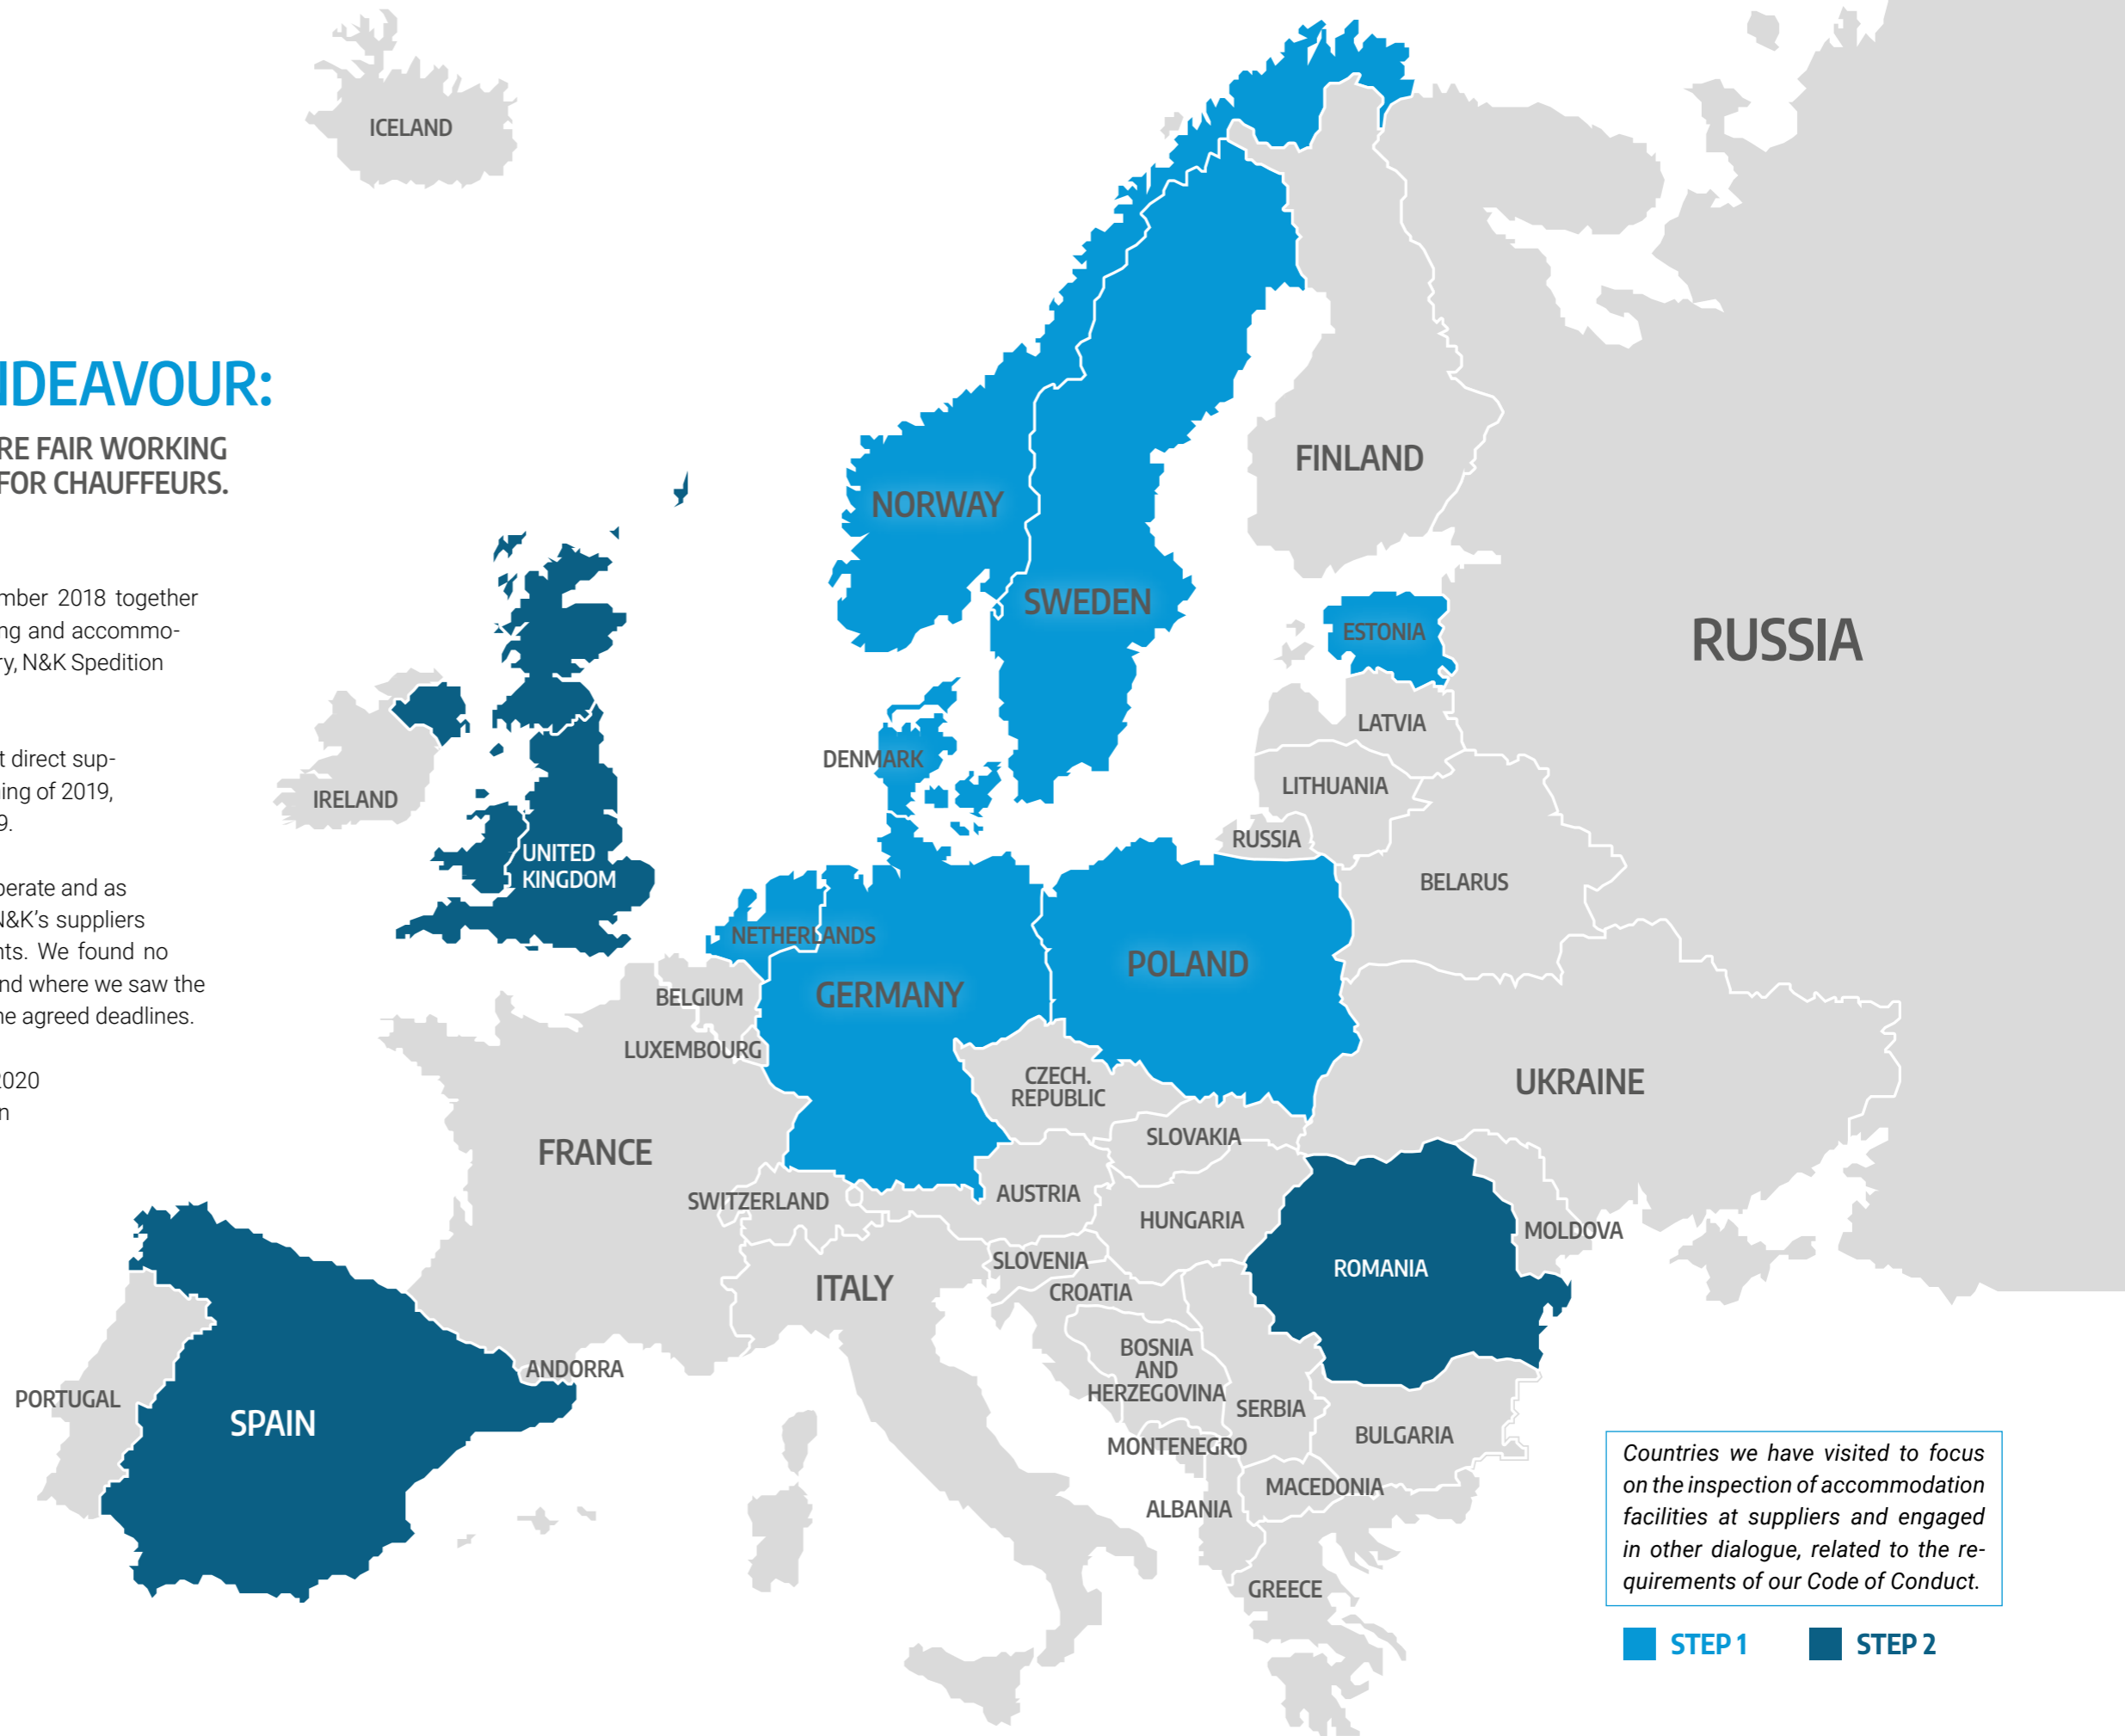 IDEAVOUR:
RE FAIR WORKING
FOR CHAUFFEURS.
mber 2018 together
ng and accommo-
ry, N&K Spedition
t direct sup-
ing of 2019,
9.
perate and as
N&K's suppliers
nts. We found no
nd where we saw the
he agreed deadlines.
2020
n
ICELAND
NORWAY
SWEDEN
FINLAND
RUSSIA
ESTONIA
LATVIA
LITHUANIA
RUSSIA
BELARUS
DENMARK
IRELAND
UNITED
KINGDOM
NETHERLANDS
BELGIUM
GERMANY
POLAND
LUXEMBOURG
CZECH.
REPUBLIC
UKRAINE
SLOVAKIA
FRANCE
SWITZERLAND
AUSTRIA
HUNGARIA
MOLDOVA
SLOVENIA
ROMANIA
ITALY
CROATIA
BOSNIA
AND
HERZEGOVINA
ANDORRA
PORTUGAL
SPAIN
SERBIA
BULGARIA
MONTENEGRO
MACEDONIA
ALBANIA
GREECE
Countries we have visited to focus
on the inspection of accommodation
facilities at suppliers and engaged
in other dialogue, related to the re-
quirements of our Code of Conduct.
STEP 1
STEP 2